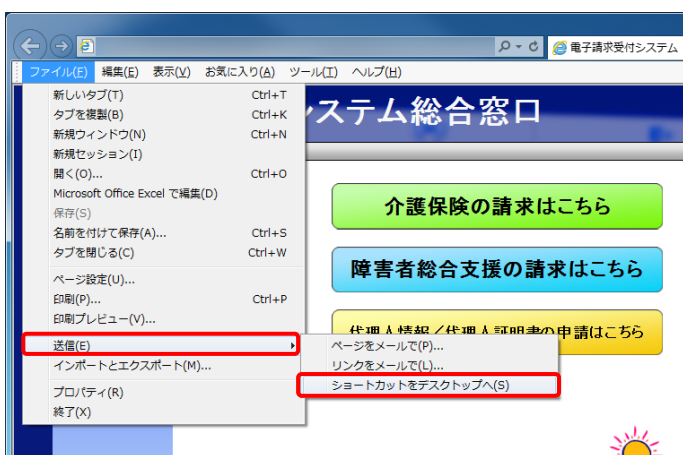 電子請求受付システム
ファイル(F) 編集(E) 表示(V) お気に入り(A) ツール(T) ヘルプ(H)
新しいタブ(T) Ctrl+T
タブを複製(B) Ctrl+K
新規ウィンドウ(N) Ctrl+N
新規セッション(I)
開く(O)... Ctrl+O
Microsoft Office Excel で編集(D)
保存(S)
名前を付けて保存(A)... Ctrl+S
タブを閉じる(C) Ctrl+W
ページ設定(U)...
印刷(P)... Ctrl+P
印刷プレビュー(V)...
送信(E)
インポートとエクスポート(M)...
プロパティ(R)
終了(X)
ページをメールで(P)...
リンクをメールで(L)...
ショートカットをデスクトップへ(S)
ステム総合窓口
介護保険の請求はこちら
障害者総合支援の請求はこちら
代理人情報/代理人証明書の申請はこちら